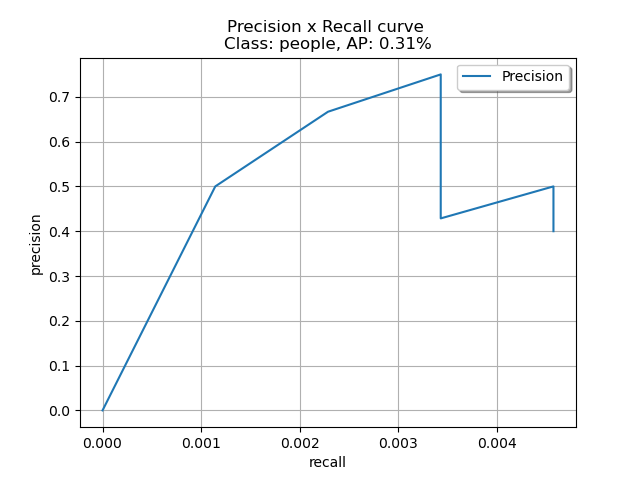 Precision x Recall curve
Class: people, AP: 0.31%
Precision
0.7
0.6
0.5
0.4
0.3
0.2
0.1
0.0
precision
0.000 0.001 0.002 0.003 0.004
recall